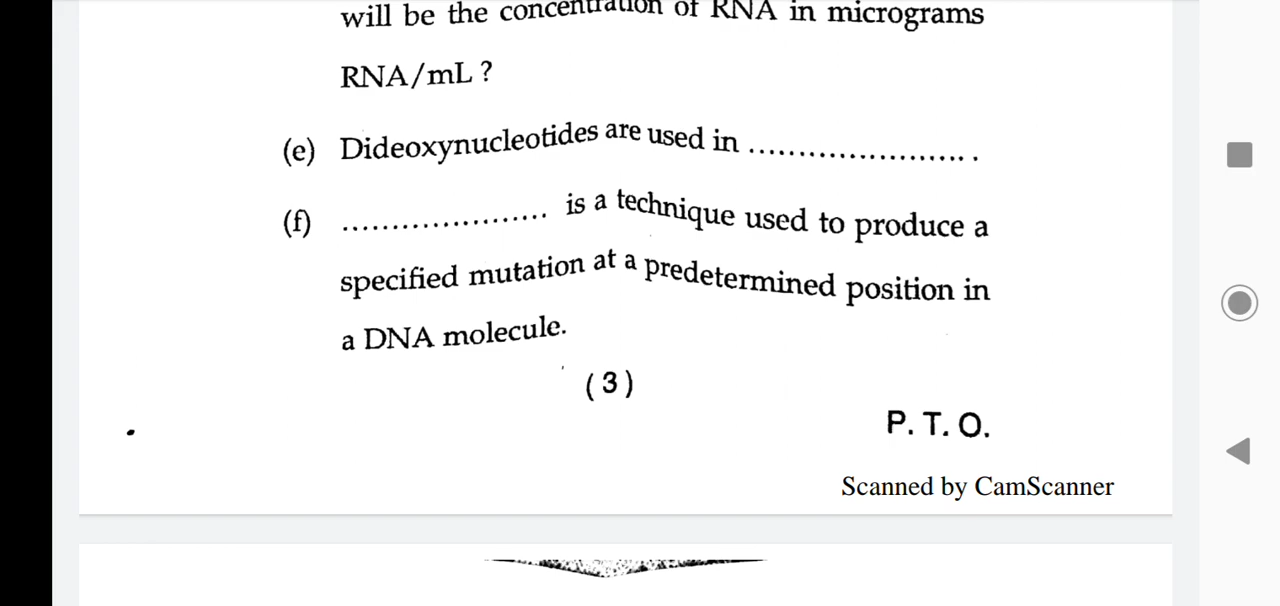 will be the concentration of RNA in micrograms
RNA/mL ?
(e) Dideoxynucleotides are used in ........................
(f) ..................... is a technique used to produce a
specified mutation at a predetermined position in
a DNA molecule.
(3)
P. T. O.
Scanned by CamScanner